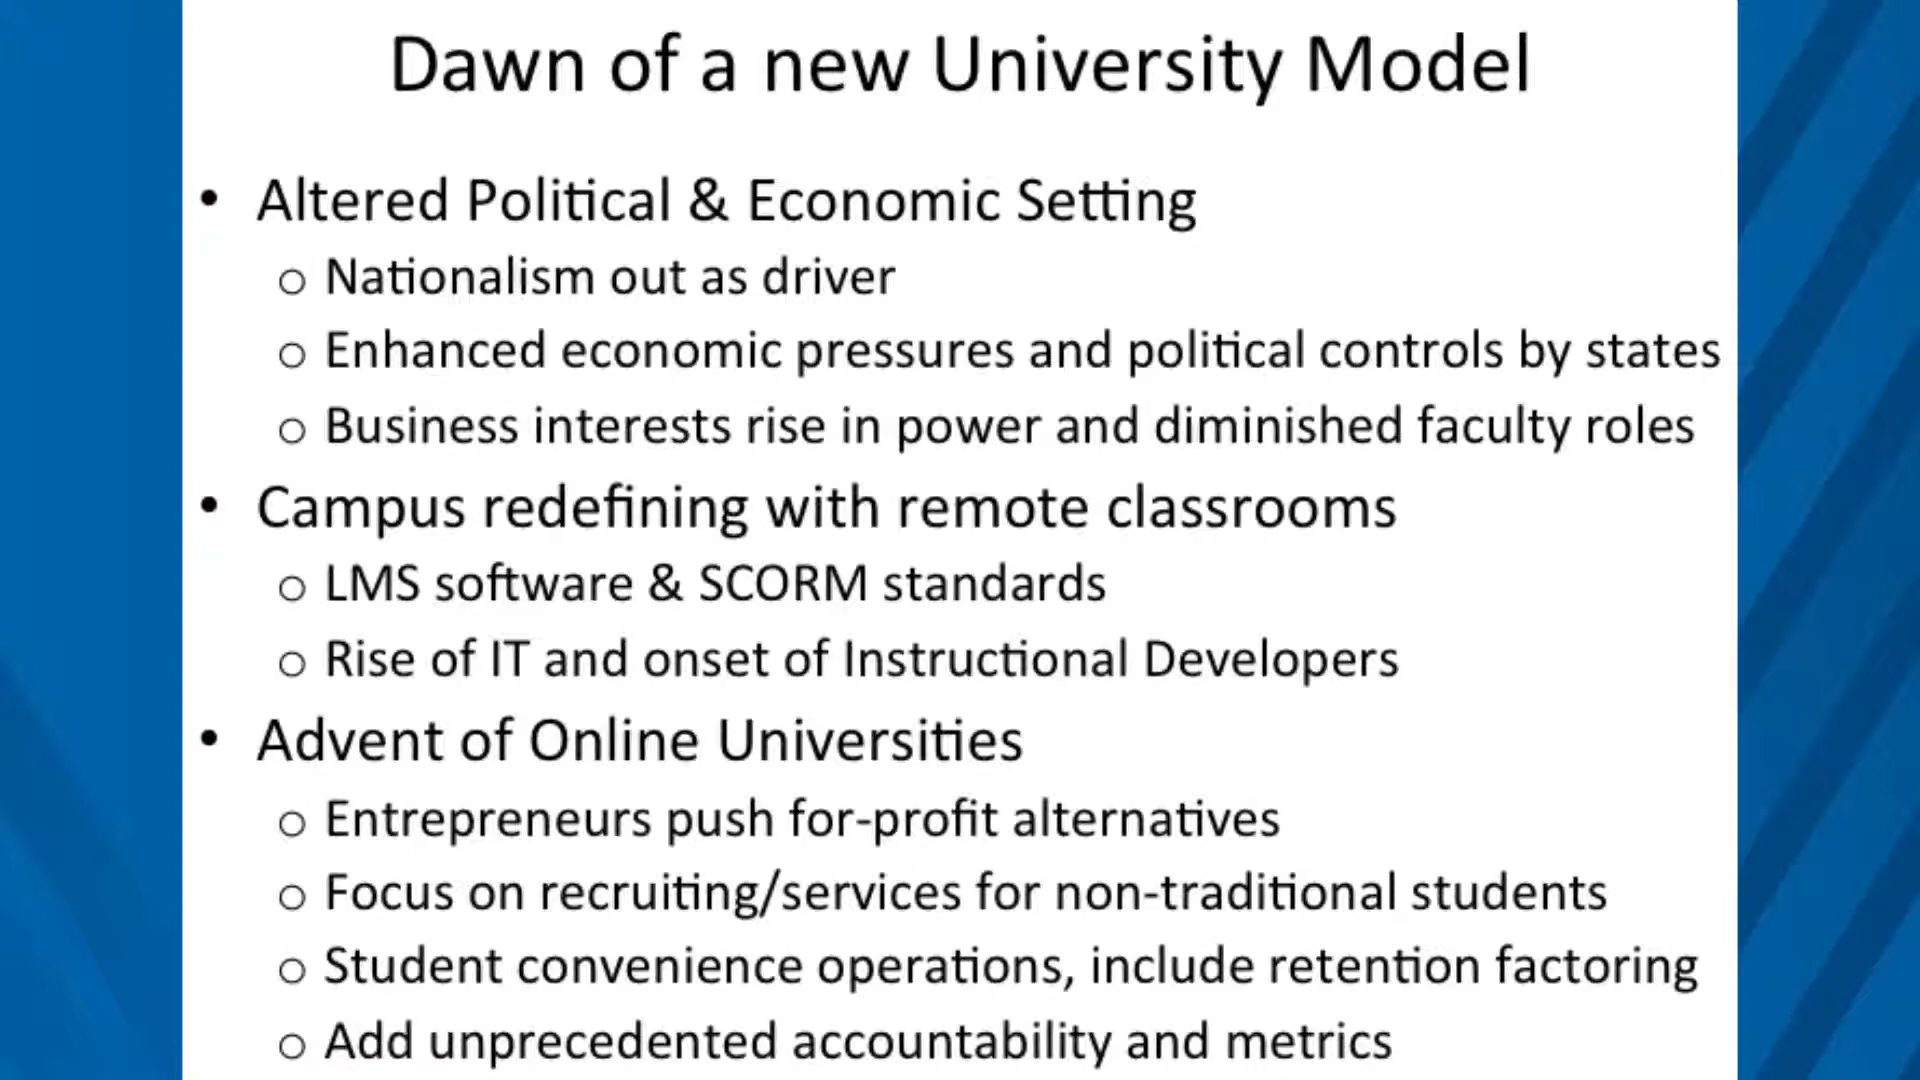 Dawn of a new University Model
• Altered Political & Economic Setting
o Nationalism out as driver
o Enhanced economic pressures and political controls by states
o Business interests rise in power and diminished faculty roles
• Campus redefining with remote classrooms
o LMS software & SCORM standards
o Rise of IT and onset of Instructional Developers
• Advent of Online Universities
o Entrepreneurs push for-profit alternatives
o Focus on recruiting/services for non-traditional students
o Student convenience operations, include retention factoring
o Add unprecedented accountability and metrics